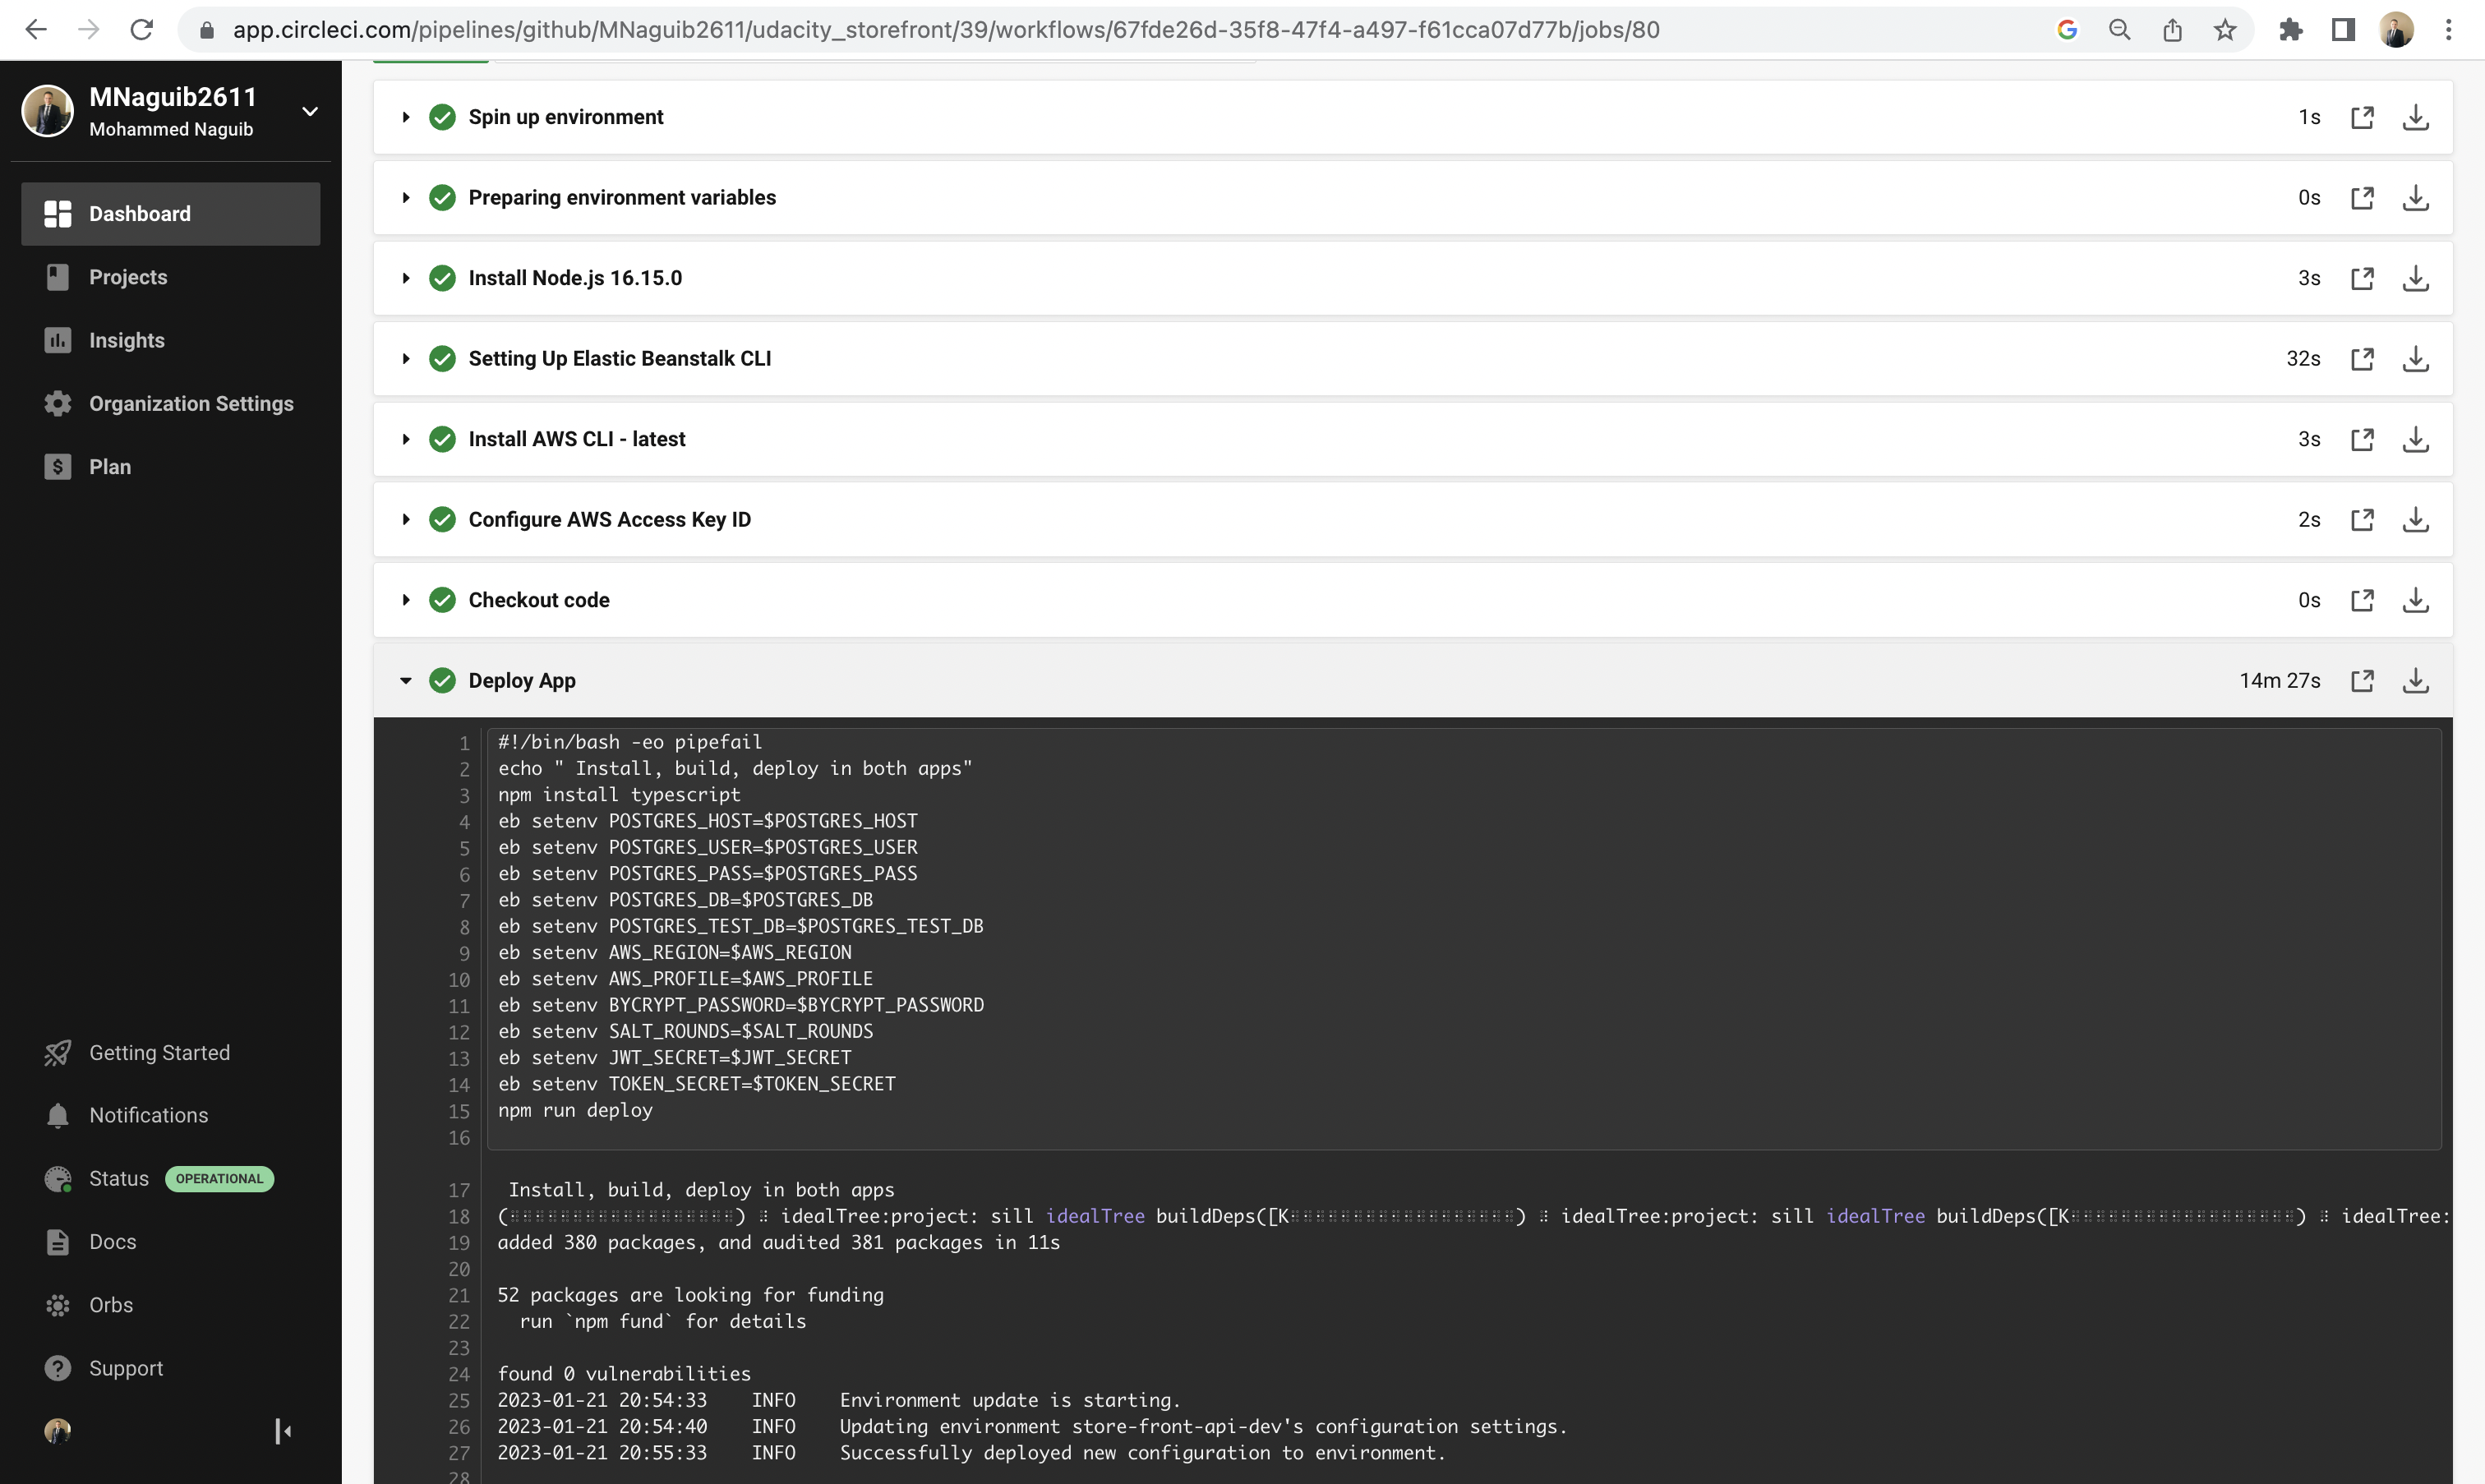 app.circleci.com/pipelines/github/MNaguib2611/udacity_storefront/39/workflows/67fde26d-35f8-47f4-a497-f61cca07d77b/jobs/80
MNaguib2611
Mohammed Naguib
Dashboard
Projects
Insights
Organization Settings
Plan
Getting Started
Notifications
Status OPERATIONAL
Docs
Orbs
Support
Spin up environment 1s
Preparing environment variables 0s
Install Node.js 16.15.0 3s
Setting Up Elastic Beanstalk CLI 32s
Install AWS CLI - latest 3s
Configure AWS Access Key ID 2s
Checkout code 0s
Deploy App 14m 27s
1 #!/bin/bash -eo pipefail
2 echo " Install, build, deploy in both apps"
3 npm install typescript
4 eb setenv POSTGRES_HOST=$POSTGRES_HOST
5 eb setenv POSTGRES_USER=$POSTGRES_USER
6 eb setenv POSTGRES_PASS=$POSTGRES_PASS
7 eb setenv POSTGRES_DB=$POSTGRES_DB
8 eb setenv POSTGRES_TEST_DB=$POSTGRES_TEST_DB
9 eb setenv AWS_REGION=$AWS_REGION
10 eb setenv AWS_PROFILE=$AWS_PROFILE
11 eb setenv BYCRYPT_PASSWORD=$BYCRYPT_PASSWORD
12 eb setenv SALT_ROUNDS=$SALT_ROUNDS
13 eb setenv JWT_SECRET=$JWT_SECRET
14 eb setenv TOKEN_SECRET=$TOKEN_SECRET
15 npm run deploy
16
17 Install, build, deploy in both apps
18 (⠂⠂⠂⠂⠂⠂⠂⠂⠂⠂⠂⠂⠂⠂⠂⠂⠂⠂) ⠇ idealTree:project: sill idealTree buildDeps([K⠂⠂⠂⠂⠂⠂⠂⠂⠂⠂⠂⠂⠂⠂⠂⠂⠂⠂) ⠇ idealTree:project: sill idealTree buildDeps([K⠂⠂⠂⠂⠂⠂⠂⠂⠂⠂⠂⠂⠂⠂⠂⠂⠂⠂) ⠇ idealTree:
19 added 380 packages, and audited 381 packages in 11s
20
21 52 packages are looking for funding
22 run `npm fund` for details
23
24 found 0 vulnerabilities
25 2023-01-21 20:54:33 INFO Environment update is starting.
26 2023-01-21 20:54:40 INFO Updating environment store-front-api-dev's configuration settings.
27 2023-01-21 20:55:33 INFO Successfully deployed new configuration to environment.
28